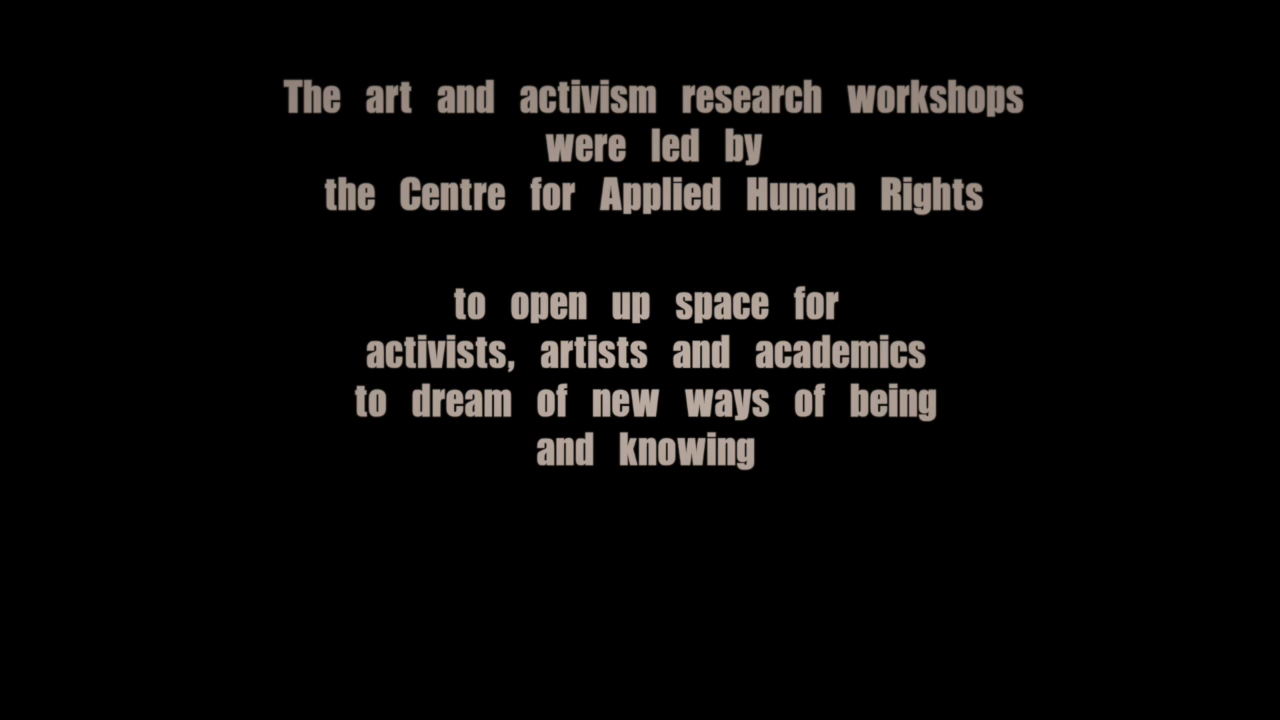 The art and activism research workshops
were led by
the Centre for Applied Human Rights
to open up space for
activists, artists and academics
to dream of new ways of being
and knowing